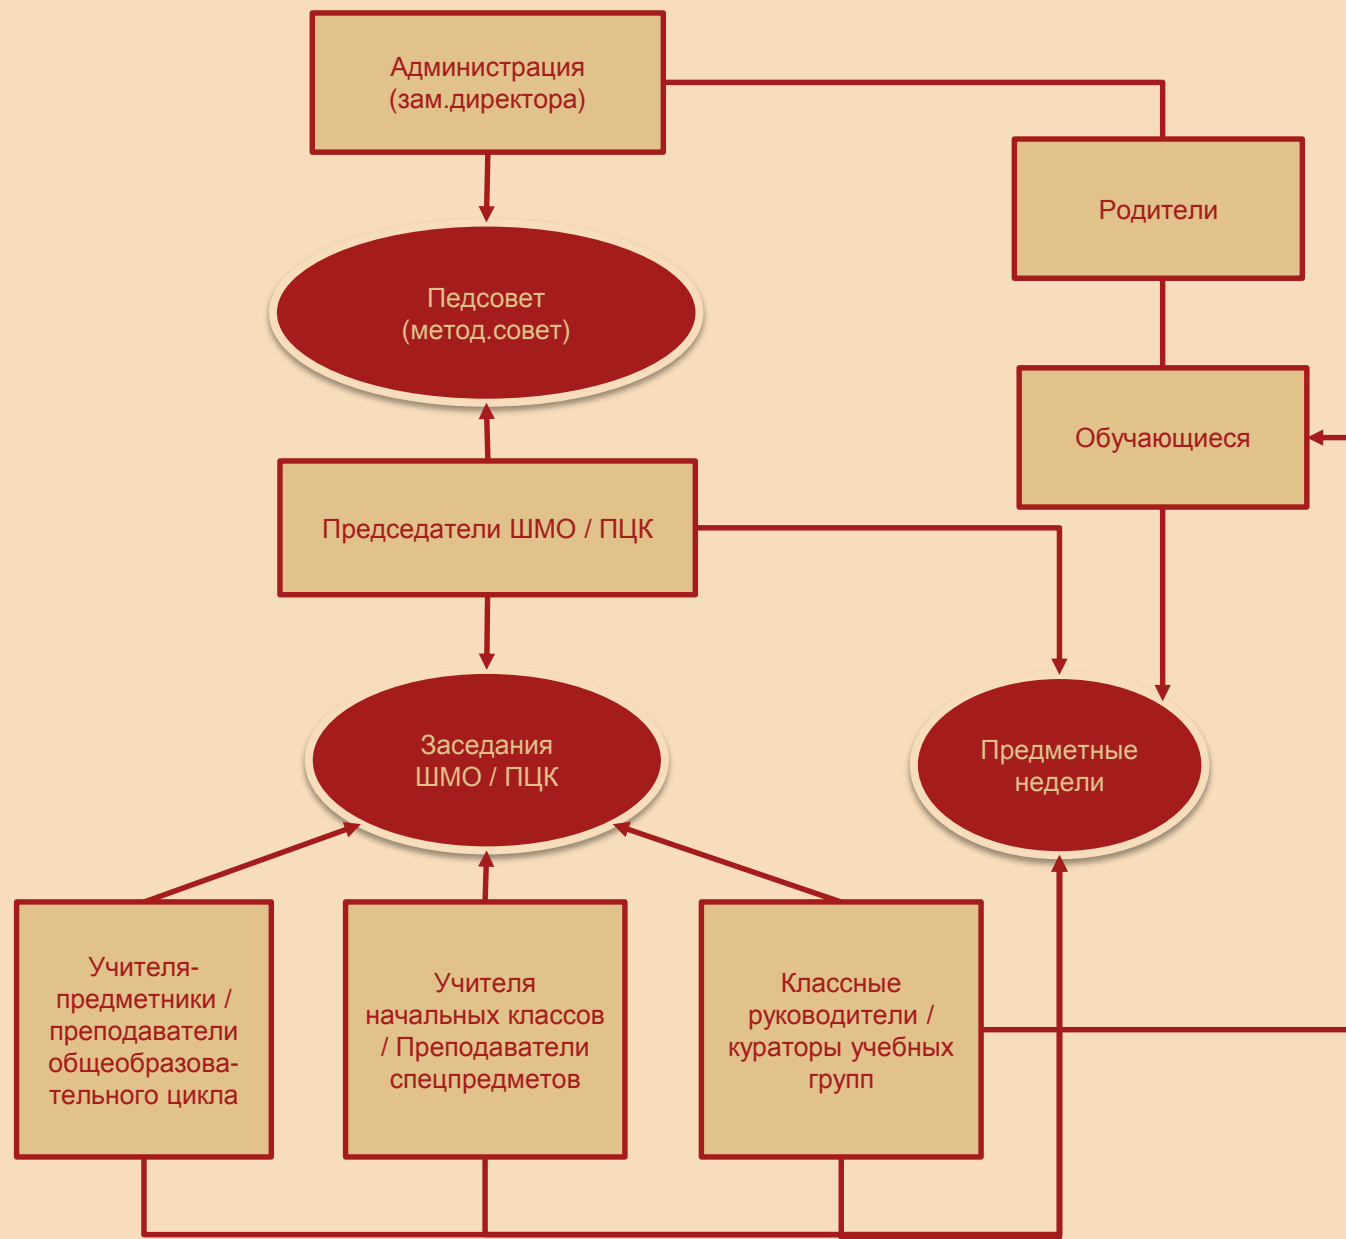 Администрация
(зам.директора)
Родители
Педсовет
(метод.совет)
Обучающиеся
Председатели ШМО / ПЦК
Заседания
ШМО / ПЦК
Предметные
недели
Учителя-
предметники /
преподаватели
общеобразова-
тельного цикла
Учителя
начальных классов
/ Преподаватели
спецпредметов
Классные
руководители /
кураторы учебных
групп